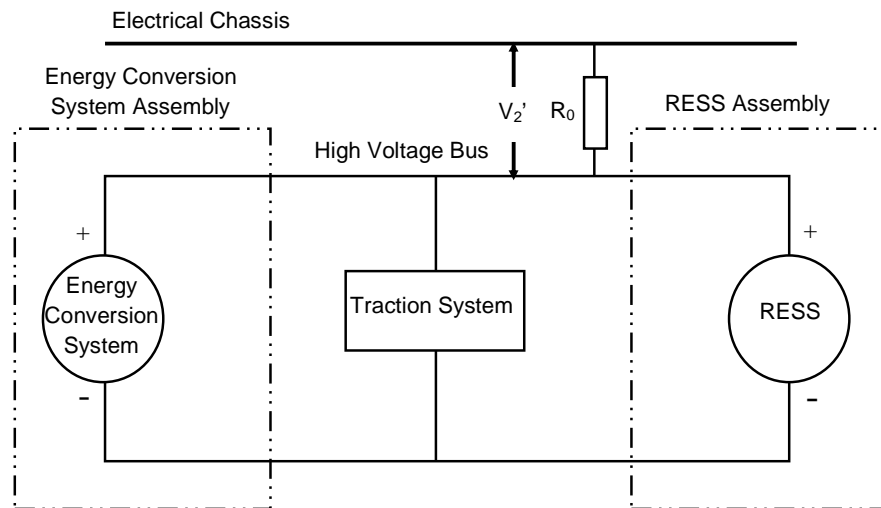 Electrical Chassis
Energy Conversion
System Assembly
V2’
R0
RESS Assembly
High Voltage Bus
+
+
Energy
Conversion
System
Traction System
RESS
-
-